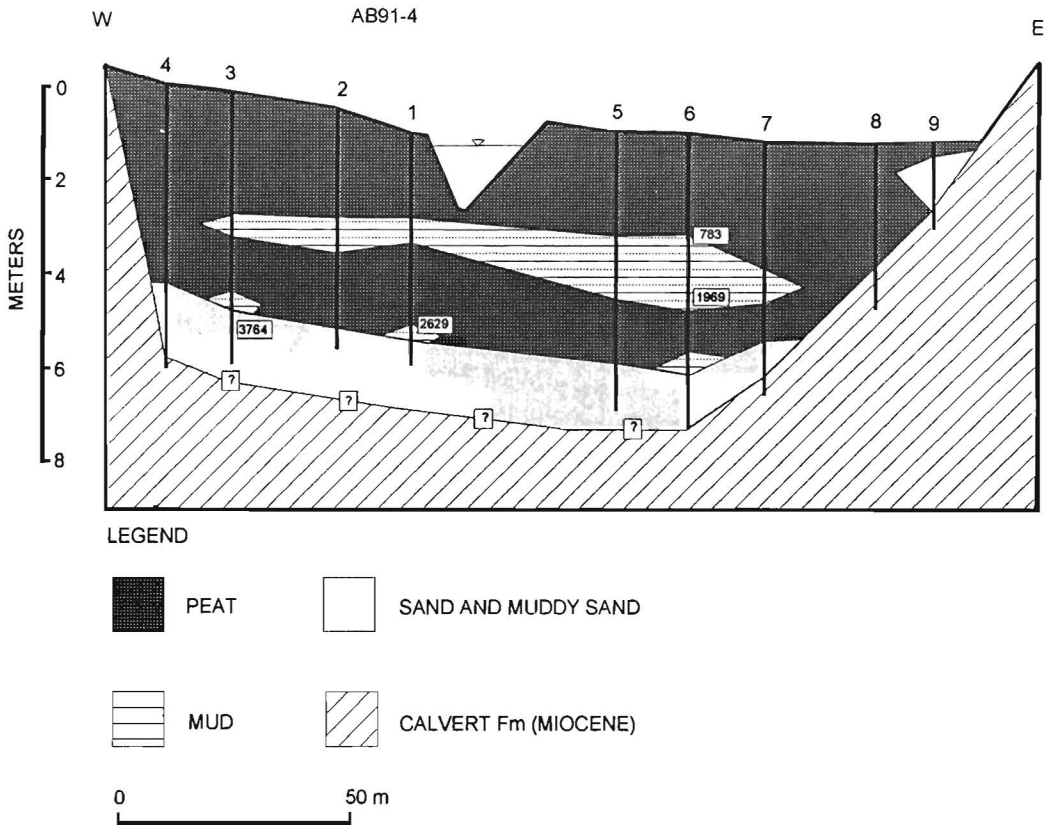 W
AB91-4
E
4 3 2 1 5 6 7 8 9
0
2
4
6
8
METERS
783
1969
2629
3764
? ? ? ?
LEGEND
PEAT
SAND AND MUDDY SAND
MUD
CALVERT Fm (MIOCENE)
0 50 m